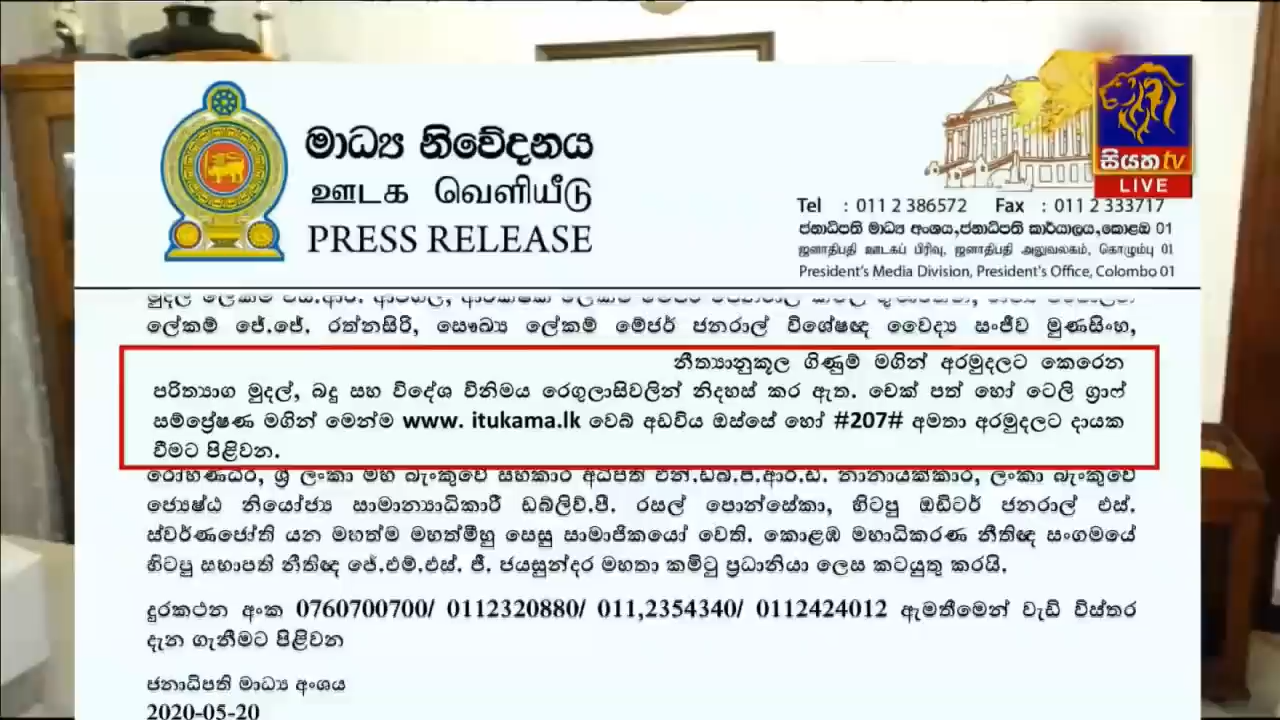 මාධ්‍ය නිවේදනය
ஊடக வெளியீடு
PRESS RELEASE
සියත tv
LIVE
Tel : 011 2 386572 Fax : 011 2 333717
ජනාධිපති මාධ්‍ය අංශය,ජනාධිපති කාර්යාලය,කොළඹ 01
ஜனாதிபதி ஊடகப் பிரிவு, ஜனாதிபதி அலுவலகம், கொழும்பு 01
President's Media Division, President's Office, Colombo 01
ලේකම් ජේ.ජේ. රත්නසිරි, සෞඛ්‍ය ලේකම් මේජර් ජනරාල් විශේෂඥ වෛද්‍ය සංජීව මුණසිංහ,
නීත්‍යානුකූල ගිණුම් මගින් අරමුදලට කෙරෙන
පරිත්‍යාග මුදල්, බදු සහ විදේශ විනිමය රෙගුලාසිවලින් නිදහස් කර ඇත. චෙක් පත් හෝ ටෙලි ග්‍රාෆ්
සම්ප්‍රේෂණ මගින් මෙන්ම www. itukama.lk වෙබ් අඩවිය ඔස්සේ හෝ #207# අමතා අරමුදලට දායක
වීමට පිළිවන.
රෝහණධීර, ශ්‍රී ලංකා මහ බැංකුවේ සහකාර අධිපති එන්.ඩබ්.පී.ආර්.ඩී. නානායක්කාර, ලංකා බැංකුවේ
ජ්‍යෙෂ්ඨ නියෝජ්‍ය සාමාන්‍යාධිකාරී ඩබ්ලිව්.පී. රසල් පොන්සේකා, හිටපු ඔඩිටර් ජනරාල් එස්.
ස්වර්ණජෝති යන මහත්ම මහත්මීහු සෙසු සාමාජිකයෝ වෙති. කොළඹ මහාධිකරණ නීතිඥ සංගමයේ
හිටපු සභාපති නීතිඥ ජේ.එම්.එස්. ජී. ජයසුන්දර මහතා කමිටු ප්‍රධානියා ලෙස කටයුතු කරයි.
දුරකථන අංක 0760700700/ 0112320880/ 011,2354340/ 0112424012 ඇමතීමෙන් වැඩි විස්තර
දැන ගැනීමට පිළිවන
ජනාධිපති මාධ්‍ය අංශය
2020-05-20